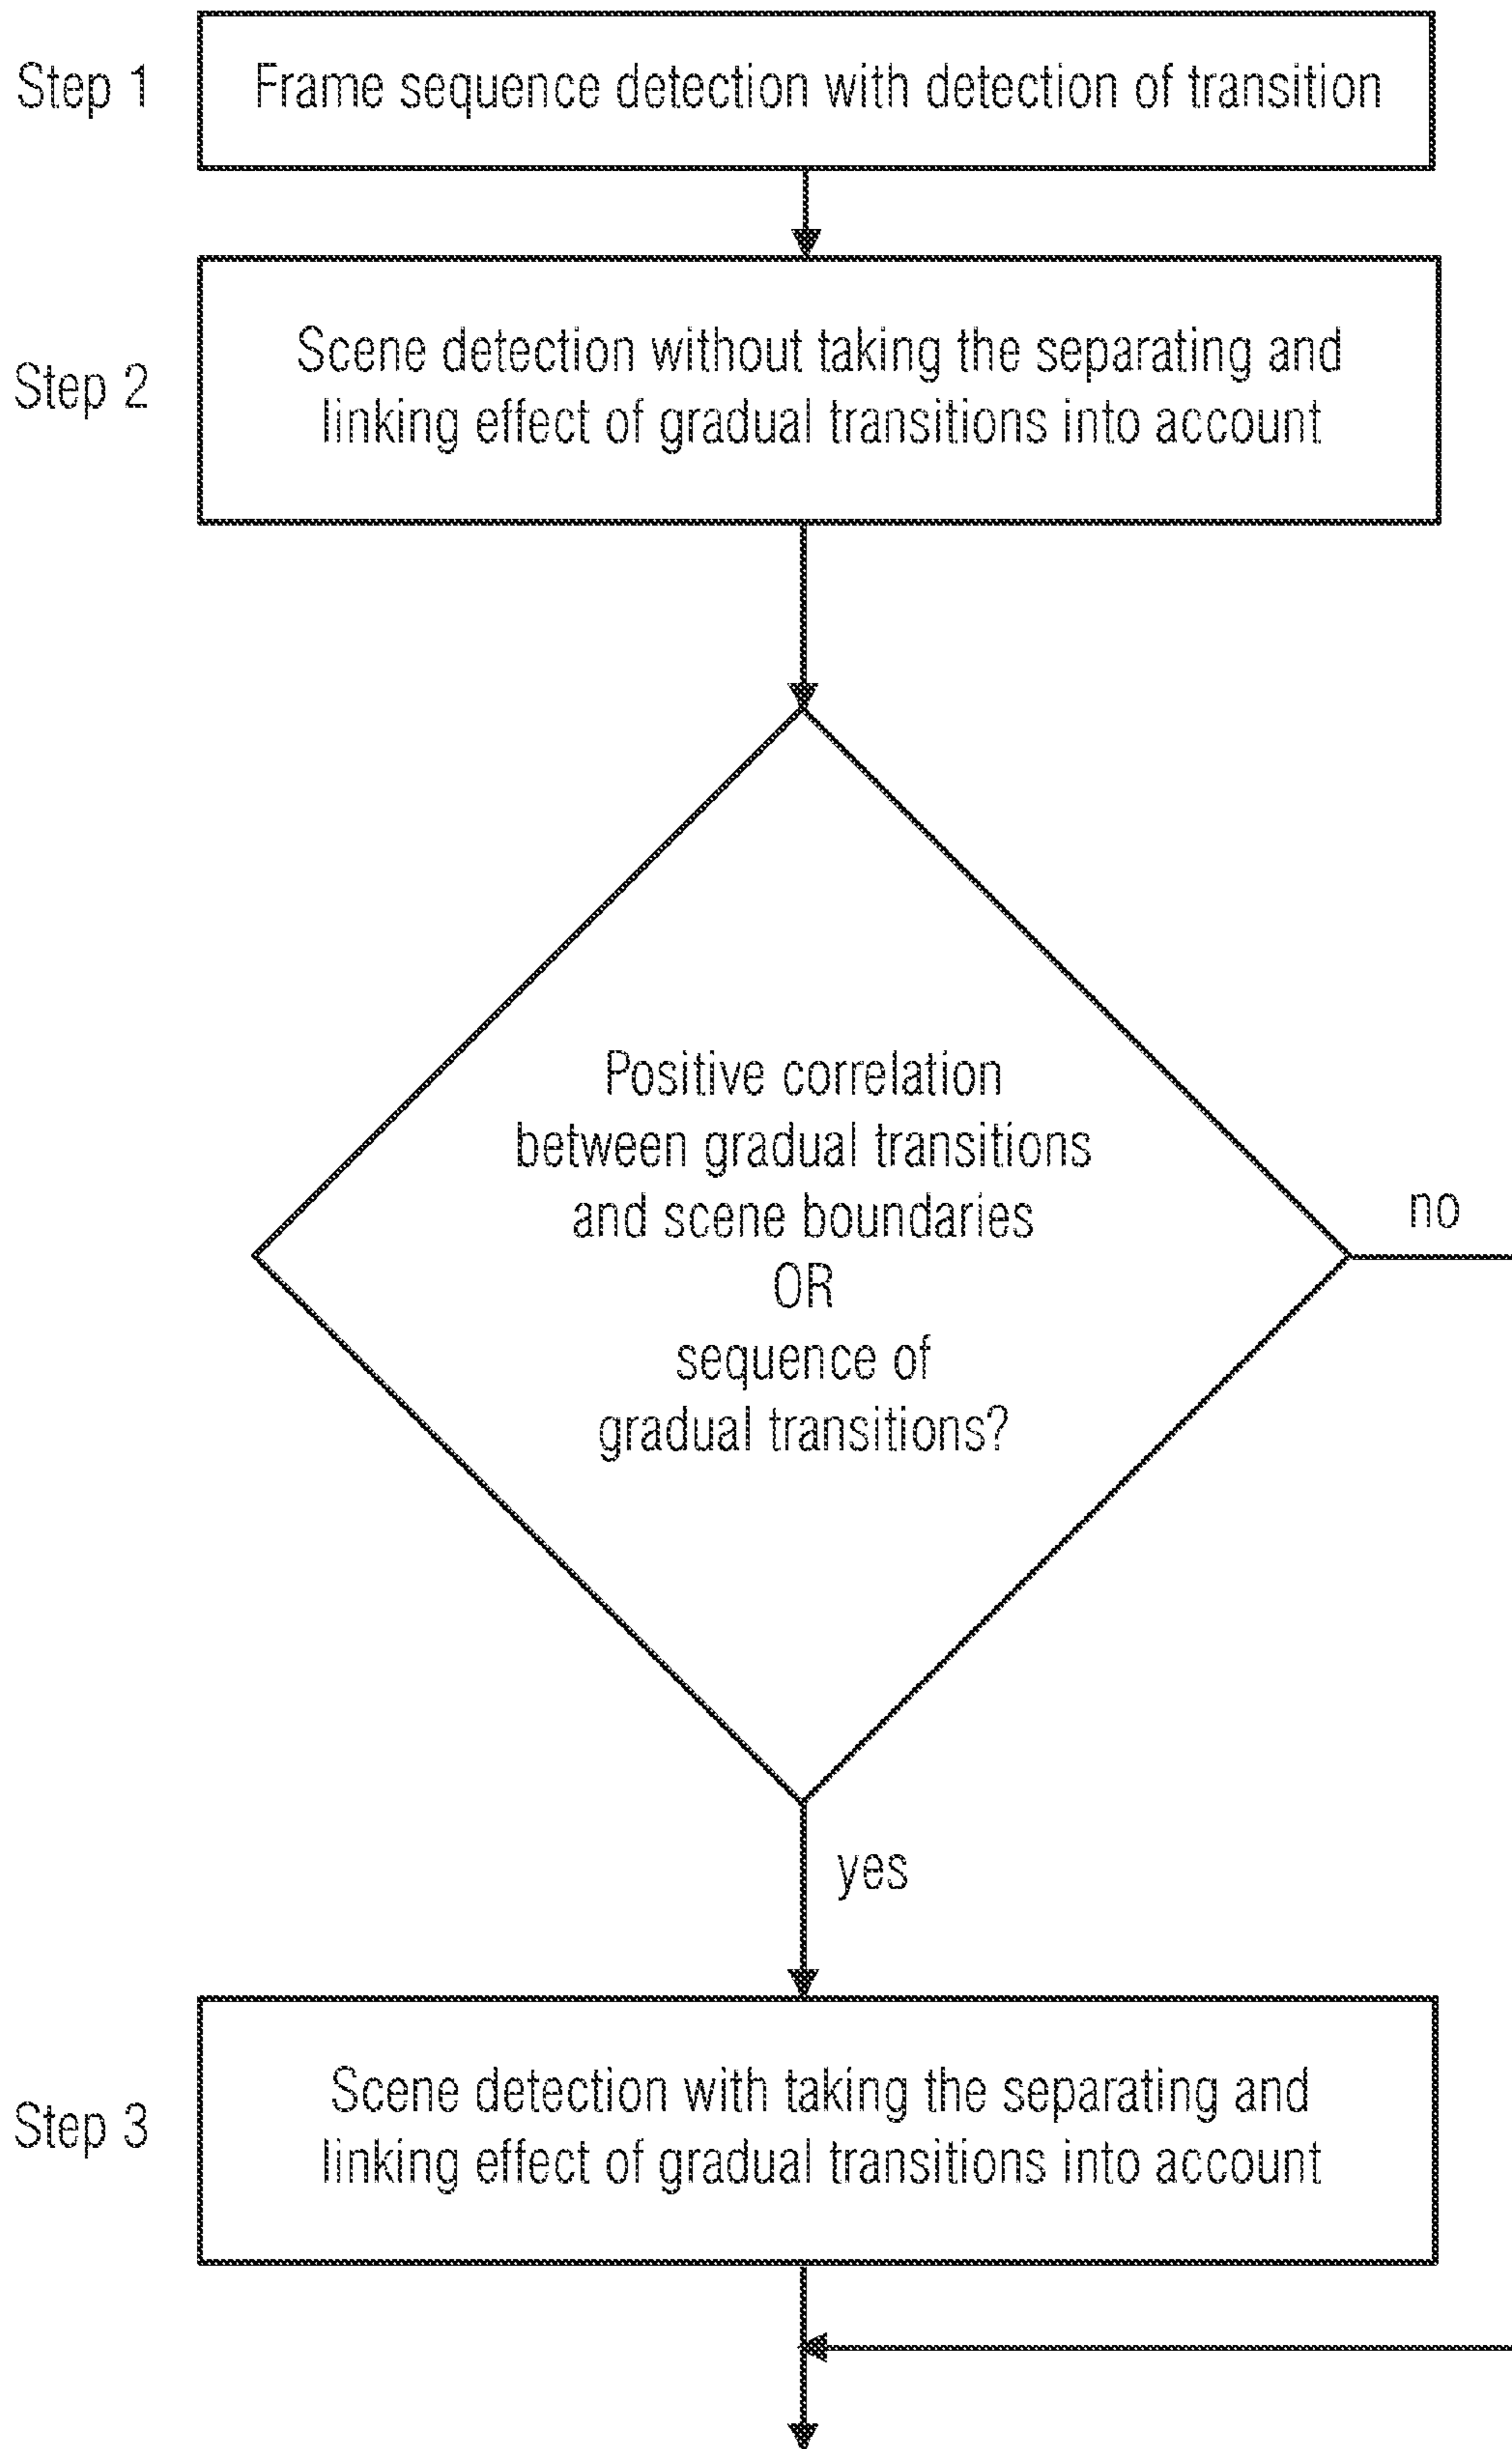 Step 1
Frame sequence detection with detection of transition
Step 2
Scene detection without taking the separating and
linking effect of gradual transitions into account
Positive correlation
between gradual transitions
and scene boundaries
OR
sequence of
gradual transitions?
no
yes
Step 3
Scene detection with taking the separating and
linking effect of gradual transitions into account